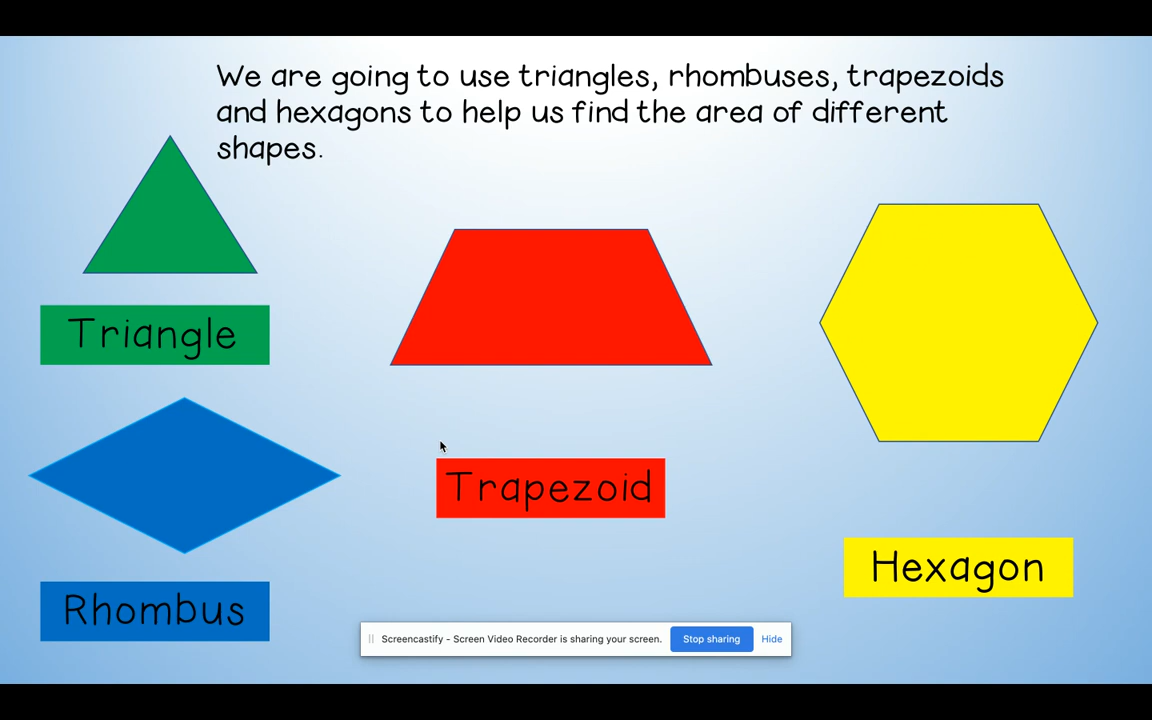 We are going to use triangles, rhombuses, trapezoids
and hexagons to help us find the area of different
shapes.
Triangle
Rhombus
Trapezoid
Hexagon
Screencastify - Screen Video Recorder is sharing your screen. Stop sharing Hide